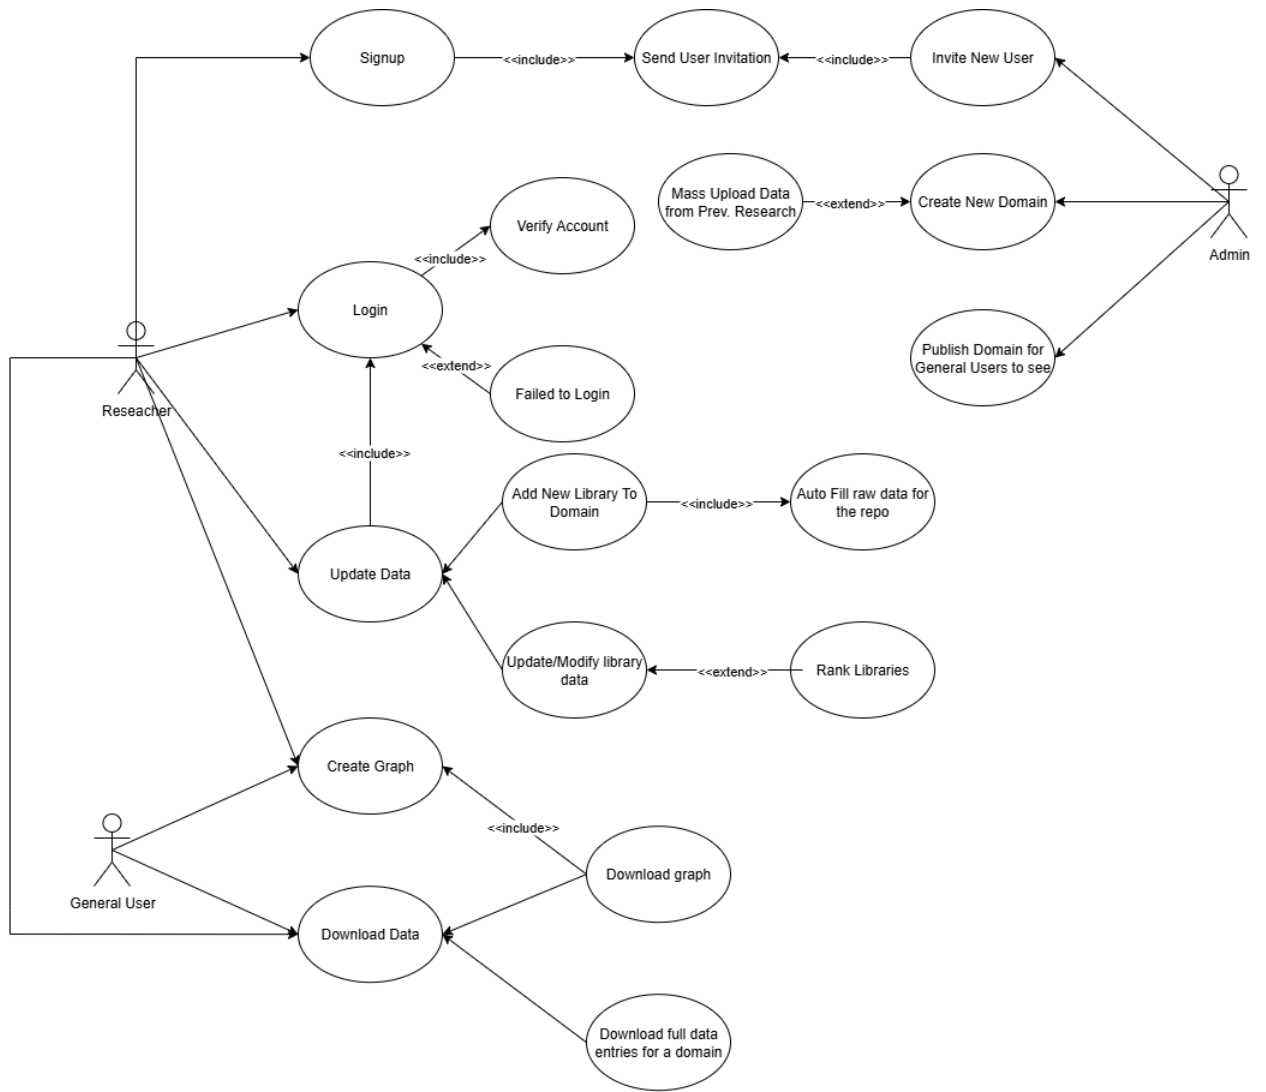 Signup
<<include>>
Send User Invitation
<<include>>
Invite New User
Mass Upload Data
from Prev. Research
<<extend>>
Create New Domain
Admin
Verify Account
<<include>>
Login
Publish Domain for
General Users to see
<<extend>>
Failed to Login
Reseacher
<<include>>
Add New Library To
Domain
<<include>>
Auto Fill raw data for
the repo
Update Data
Update/Modify library
data
<<extend>>
Rank Libraries
Create Graph
<<include>>
Download graph
General User
Download Data
Download full data
entries for a domain